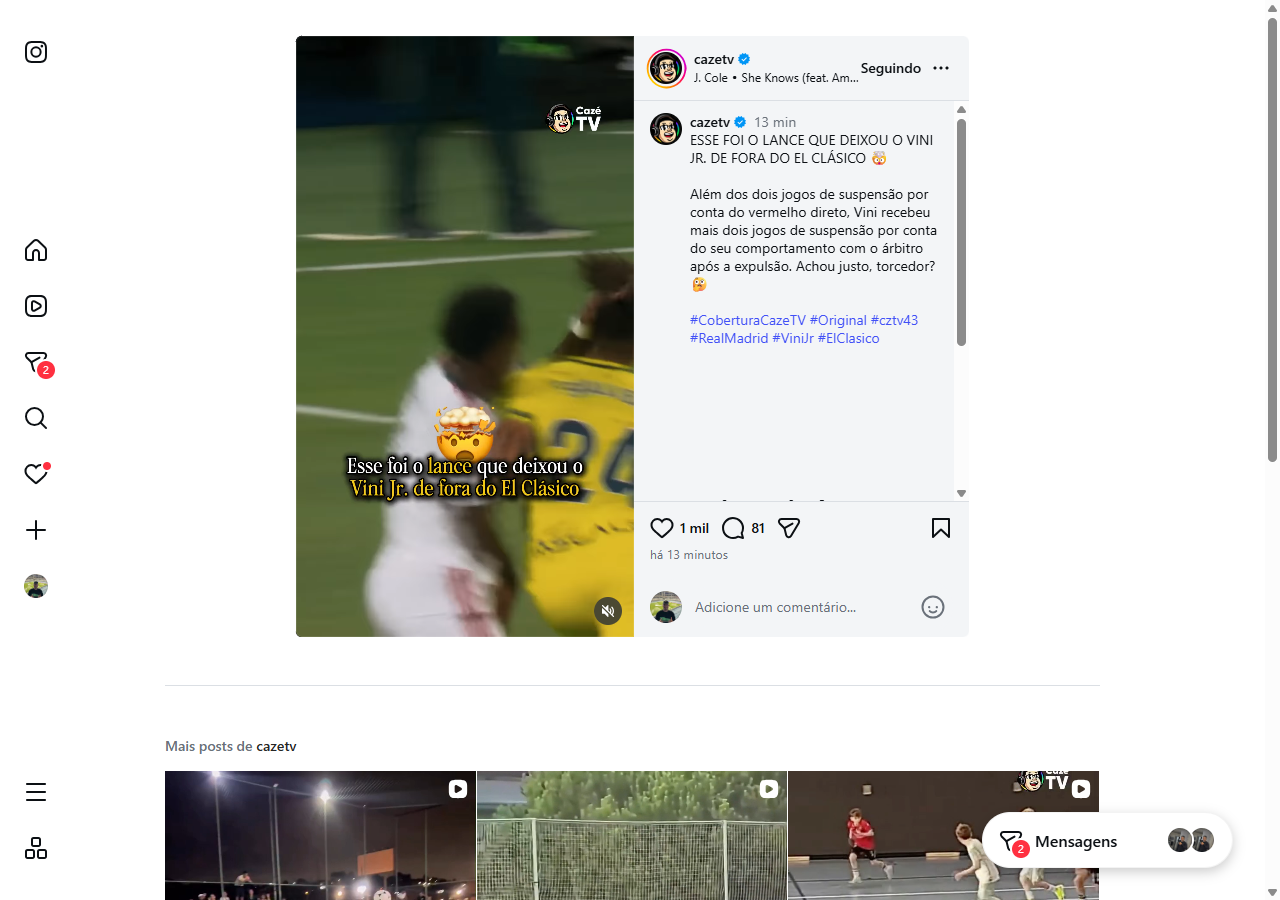 Cazé
TV
Esse foi o lance que deixou o
Vini Jr. de fora do El Clásico
cazetv
J. Cole • She Knows (feat. Am...
Seguindo
cazetv 13 min
ESSE FOI O LANCE QUE DEIXOU O VINI
JR. DE FORA DO EL CLÁSICO 🤯
Além dos dois jogos de suspensão por
conta do vermelho direto, Vini recebeu
mais dois jogos de suspensão por conta
do seu comportamento com o árbitro
após a expulsão. Achou justo, torcedor?
🤔
#CoberturaCazeTV #Original #cztv43
#RealMadrid #ViniJr #ElClasico
1 mil 81
há 13 minutos
Adicione um comentário...
2
Mais posts de cazetv
TV
2
Mensagens